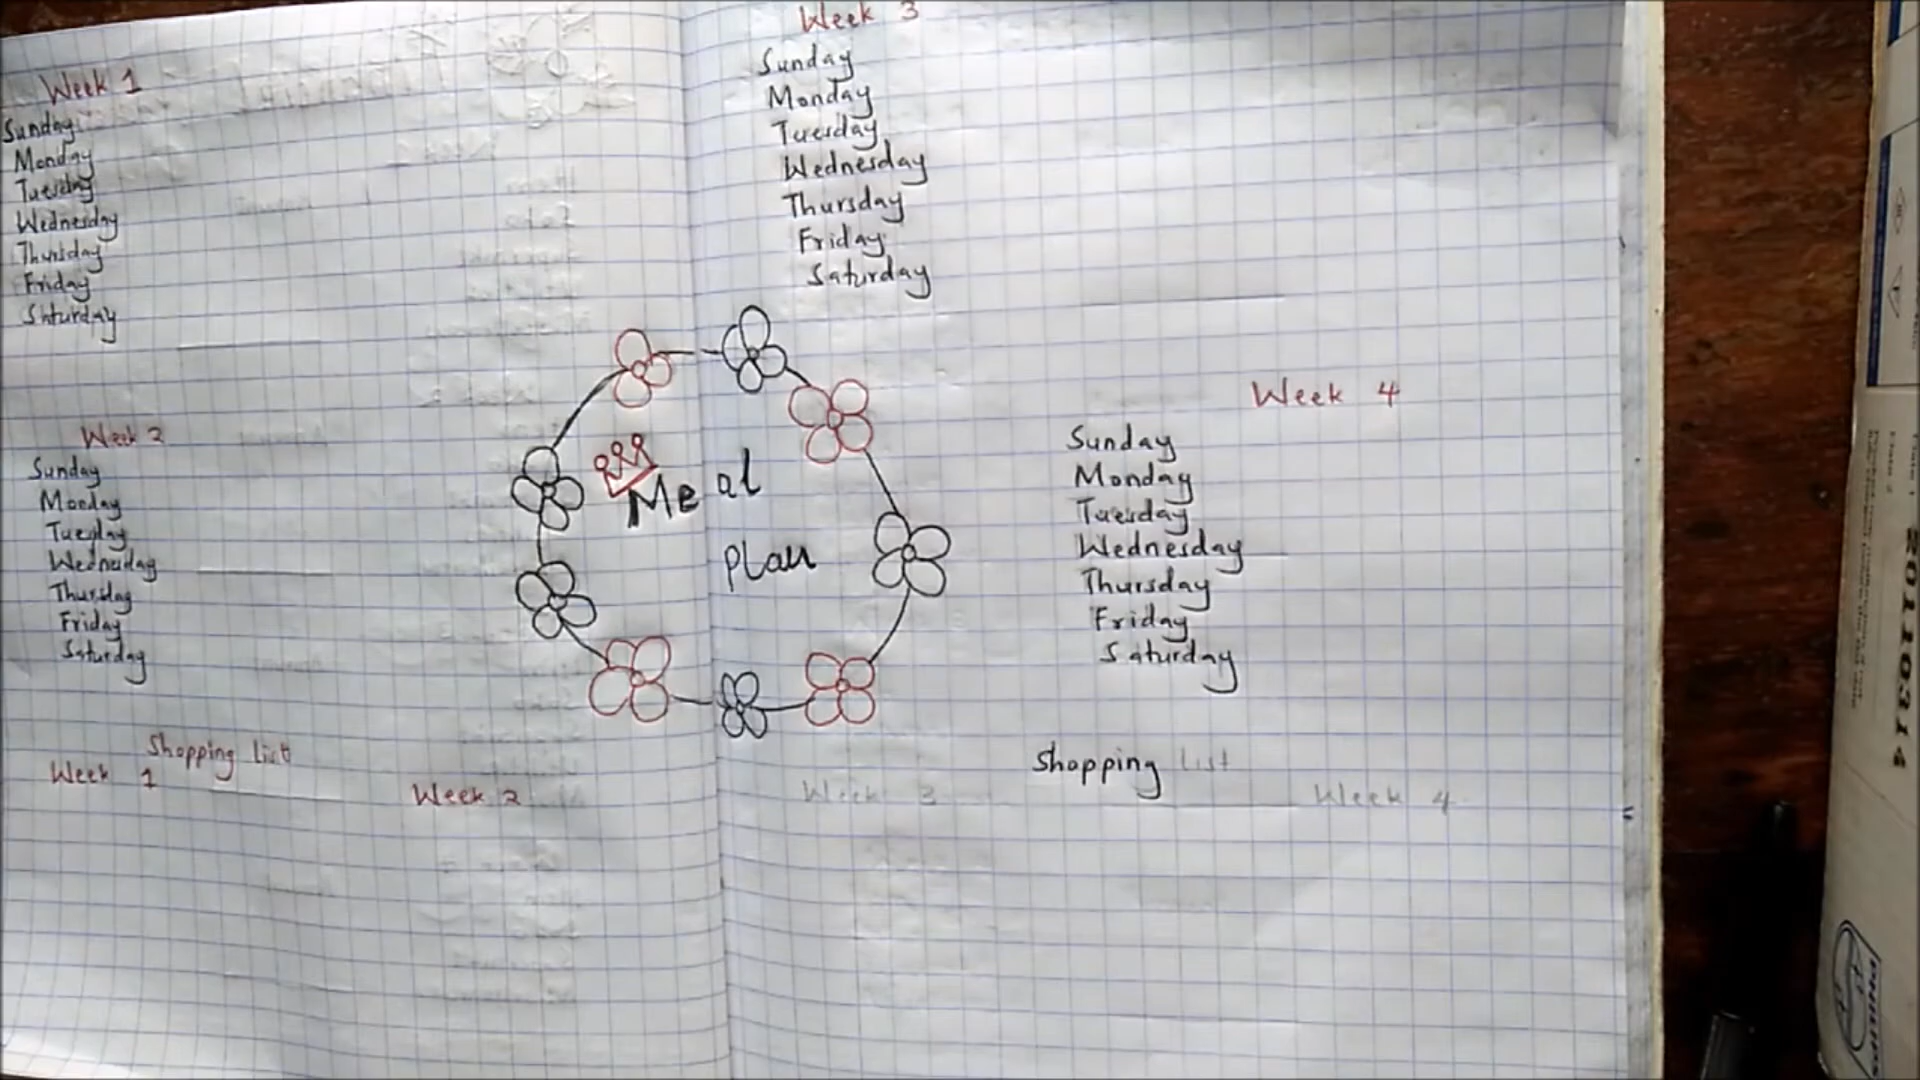 Week 1
Sunday
Monday
Tuesday
Wednesday
Thursday
Friday
Saturday
Week 2
Sunday
Monday
Tuesday
Wednesday
Thursday
Friday
Saturday
Shopping list
Week 1
Week 2
Meal
plan
Week 3
Sunday
Monday
Tuesday
Wednesday
Thursday
Friday
Saturday
Week 4
Sunday
Monday
Tuesday
Wednesday
Thursday
Friday
Saturday
Shopping list
Week 3
Week 4
20110314
PHILIPS